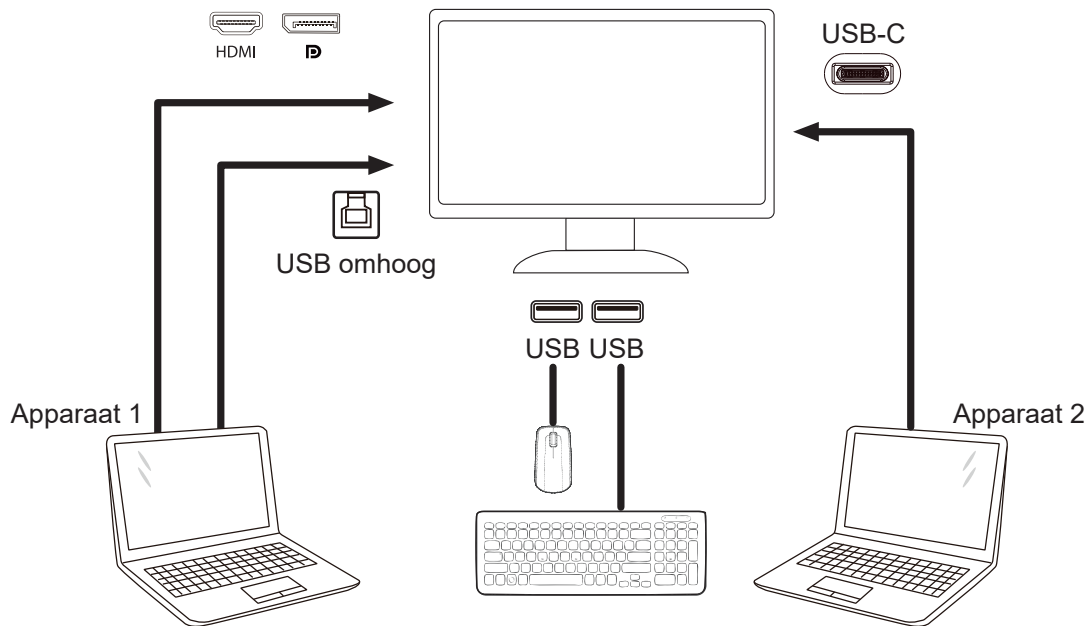 HDMI
USB-C
USB omhoog
USB USB
Apparaat 1
Apparaat 2